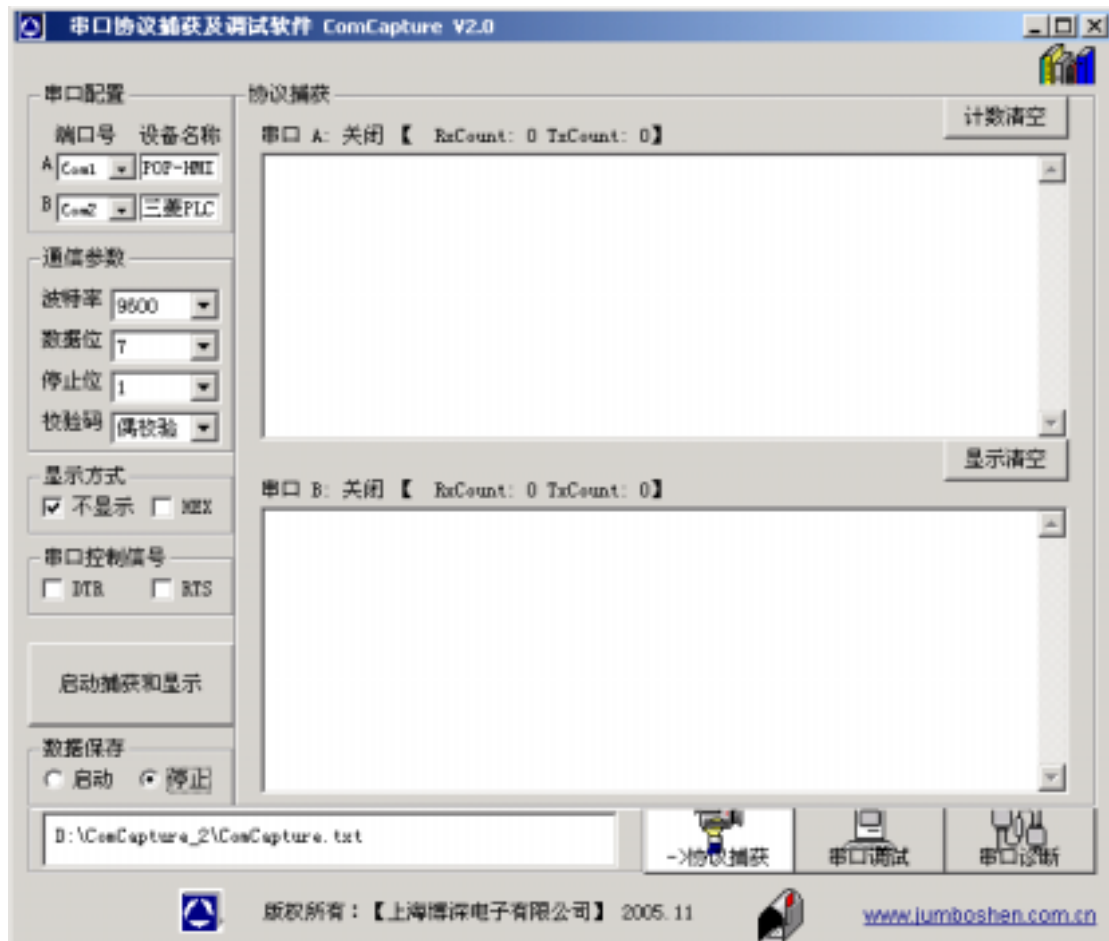 串口协议捕获及调试软件 ComCapture V2.0
串口配置
端口号 设备名称
A Com1 POP-HMI
B Com2 三菱PLC
通信参数
波特率 9600
数据位 7
停止位 1
校验码 偶校验
显示方式
不显示 HEX
串口控制信号
DTR RTS
启动捕获和显示
数据保存
启动 停止
协议捕获
计数清空
串口 A: 关闭 【 RxCount: 0 TxCount: 0】
显示清空
串口 B: 关闭 【 RxCount: 0 TxCount: 0】
D:\ComCapture_2\ComCapture.txt
->协议捕获 串口调试 串口诊断
版权所有：【上海博深电子有限公司】 2005.11
www.jumboshen.com.cn